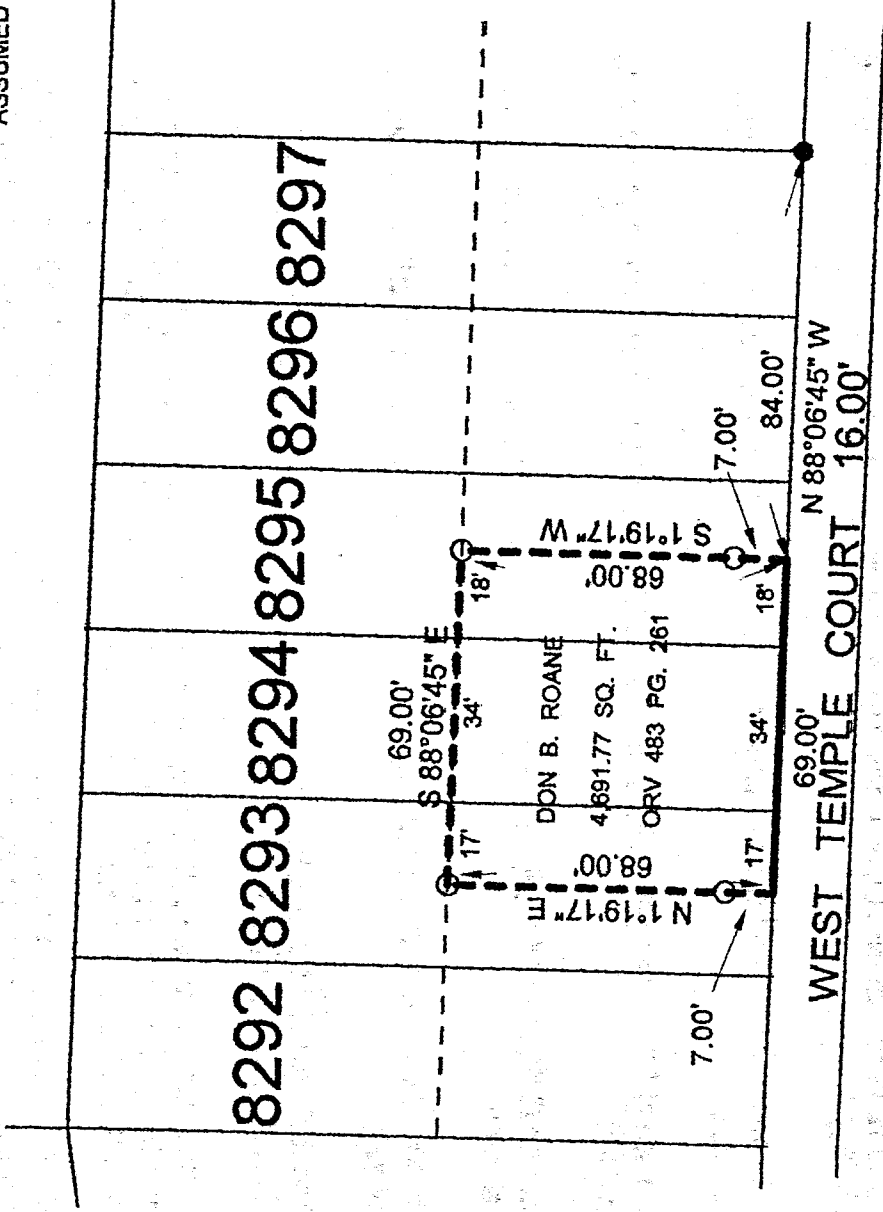 ASSUMED
8292 8293 8294 8295 8296 8297
69.00'
S 88°06'45" E
17'
34'
18'
N 1°19'17" E
68.00'
DON B. ROANE
4,691.77 SQ. FT.
ORV 483 PG. 261
68.00'
S 1°19'17" W
7.00'
7.00'
17'
34'
18'
84.00'
69.00'
N 88°06'45" W
WEST TEMPLE COURT 16.00'